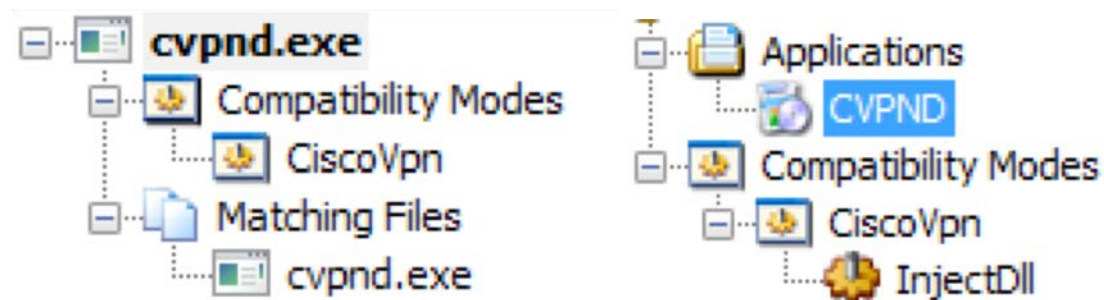 cvpnd.exe
Compatibility Modes
CiscoVpn
Matching Files
cvpnd.exe
Applications
CVPND
Compatibility Modes
CiscoVpn
InjectDll